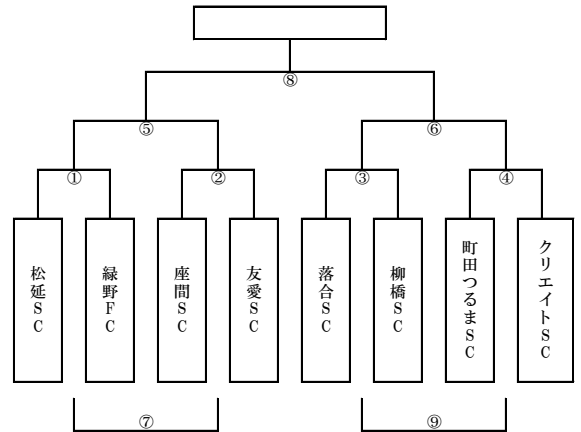 ⑧
⑤
⑥
①
②
③
④
松延SC
緑野FC
座間SC
友愛SC
落合SC
柳橋SC
町田つるまSC
クリエイトSC
⑦
⑨